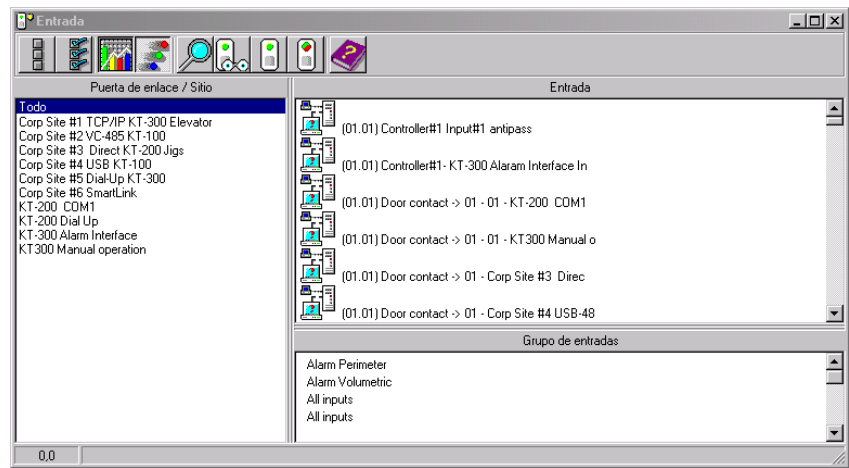 Entrada
Puerta de enlace / Sitio
Todo
Corp Site #1 TCP/IP KT-300 Elevator
Corp Site #2 VC-485 KT-100
Corp Site #3 Direct KT-200 Jigs
Corp Site #4 USB KT-100
Corp Site #5 Dial-Up KT-300
Corp Site #6 SmartLink
KT-200 COM1
KT-200 Dial Up
KT-300 Alarm Interface
KT300 Manual operation
Entrada
(01.01) Controller#1 Input#1 antipass
(01.01) Controller#1- KT-300 Alaram Interface In
(01.01) Door contact -> 01 - 01 - KT-200 COM1
(01.01) Door contact -> 01 - 01 - KT300 Manual o
(01.01) Door contact -> 01 - Corp Site #3 Direc
(01.01) Door contact -> 01 - Corp Site #4 USB-48
Grupo de entradas
Alarm Perimeter
Alarm Volumetric
All inputs
All inputs
0,0